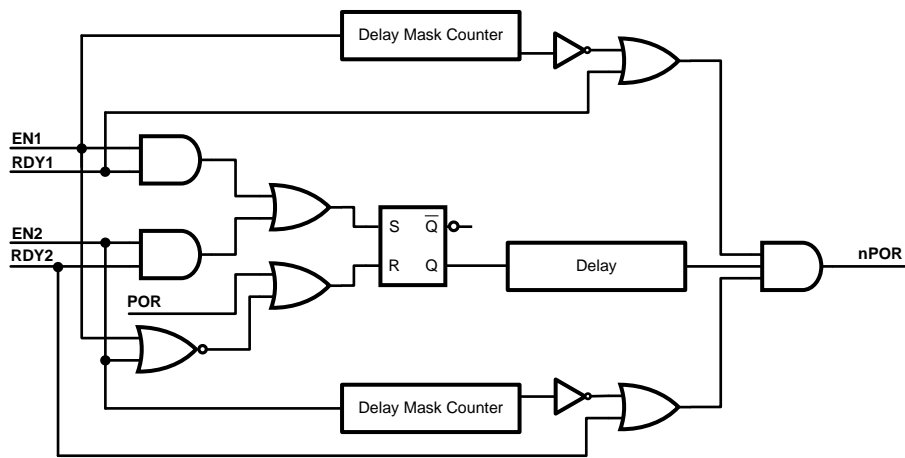 Delay Mask Counter
EN1
RDY1
EN2
RDY2
S
Q
R
Q
Delay
nPOR
POR
Delay Mask Counter